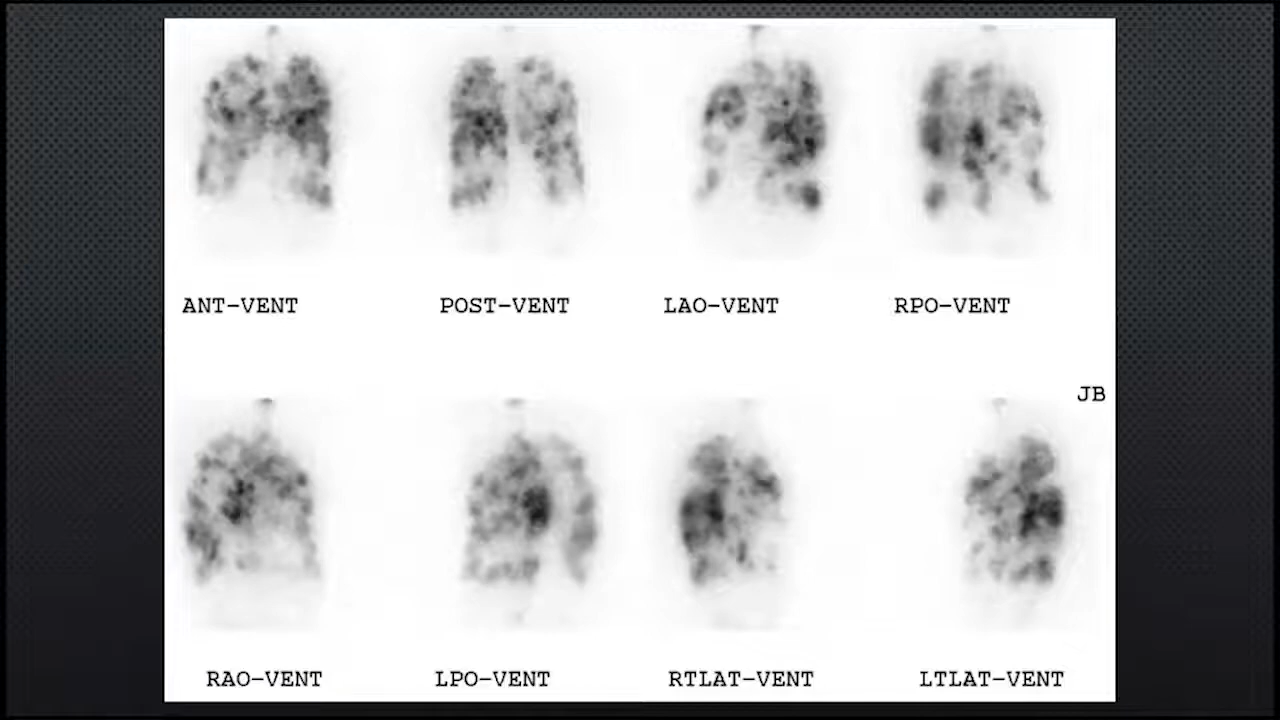 ANT-VENT
POST-VENT
LAO-VENT
RPO-VENT
JB
RAO-VENT
LPO-VENT
RTLAT-VENT
LTLAT-VENT